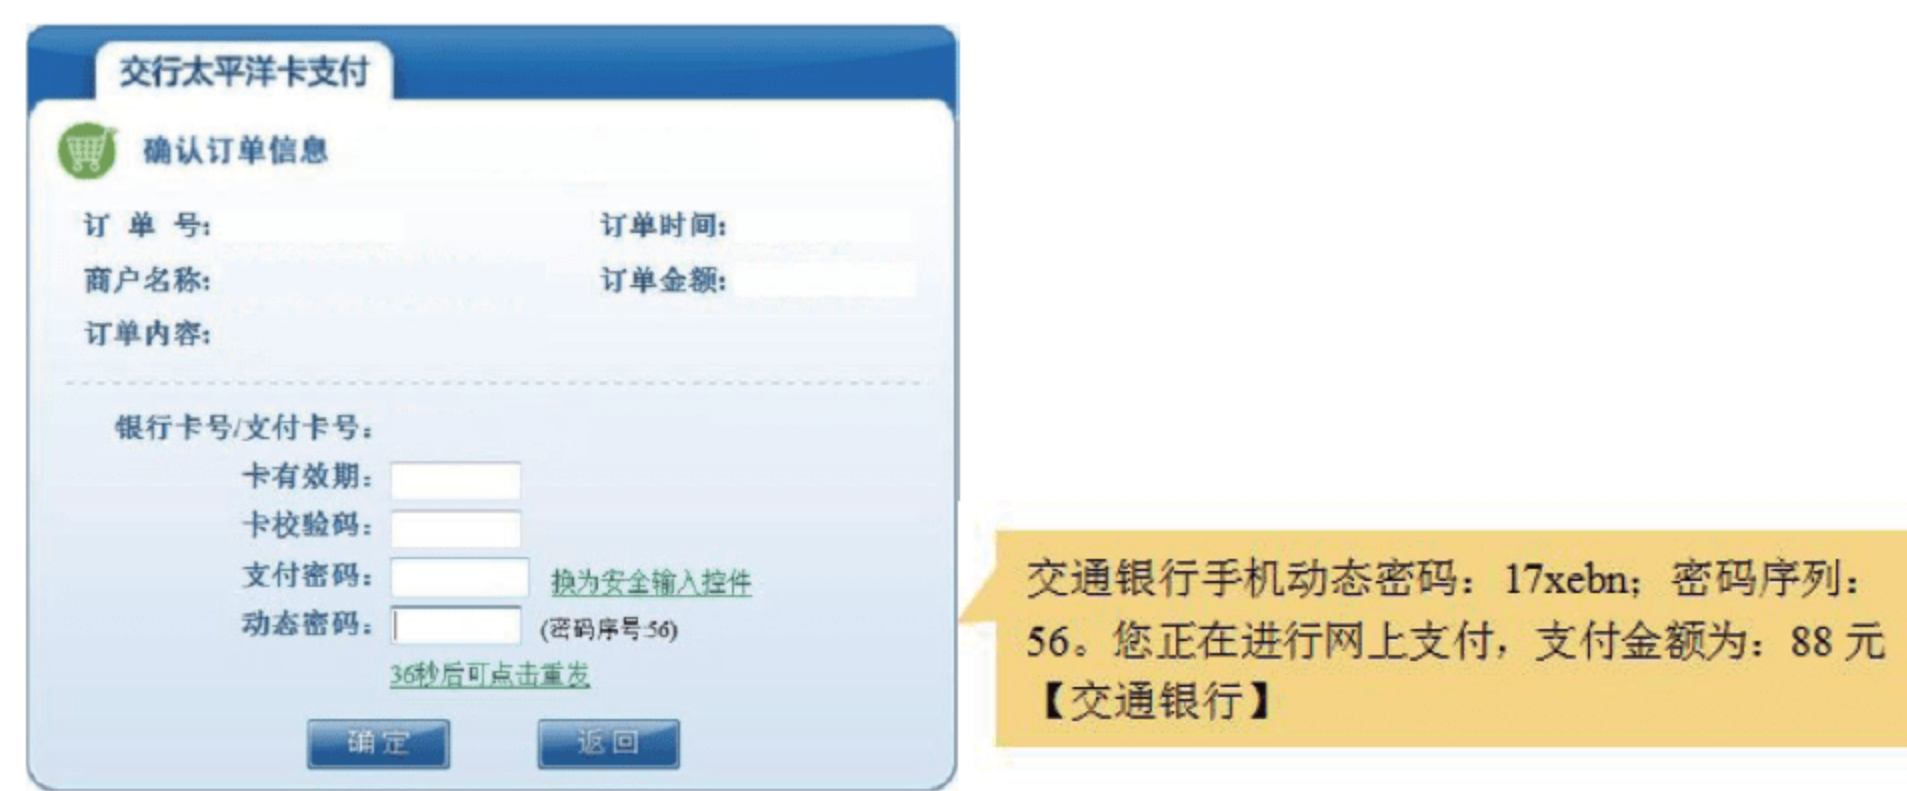 交行太平洋卡支付
确认订单信息
订 单 号:
订单时间:
商户名称:
订单金额:
订单内容:
银行卡号/支付卡号:
卡有效期:
卡校验码:
支付密码:
换为安全输入控件
动态密码:
(密码序号:56)
36秒后可点击重发
确 定
返 回
交通银行手机动态密码：17xebn；密码序列：
56。您正在进行网上支付，支付金额为：88 元
【交通银行】